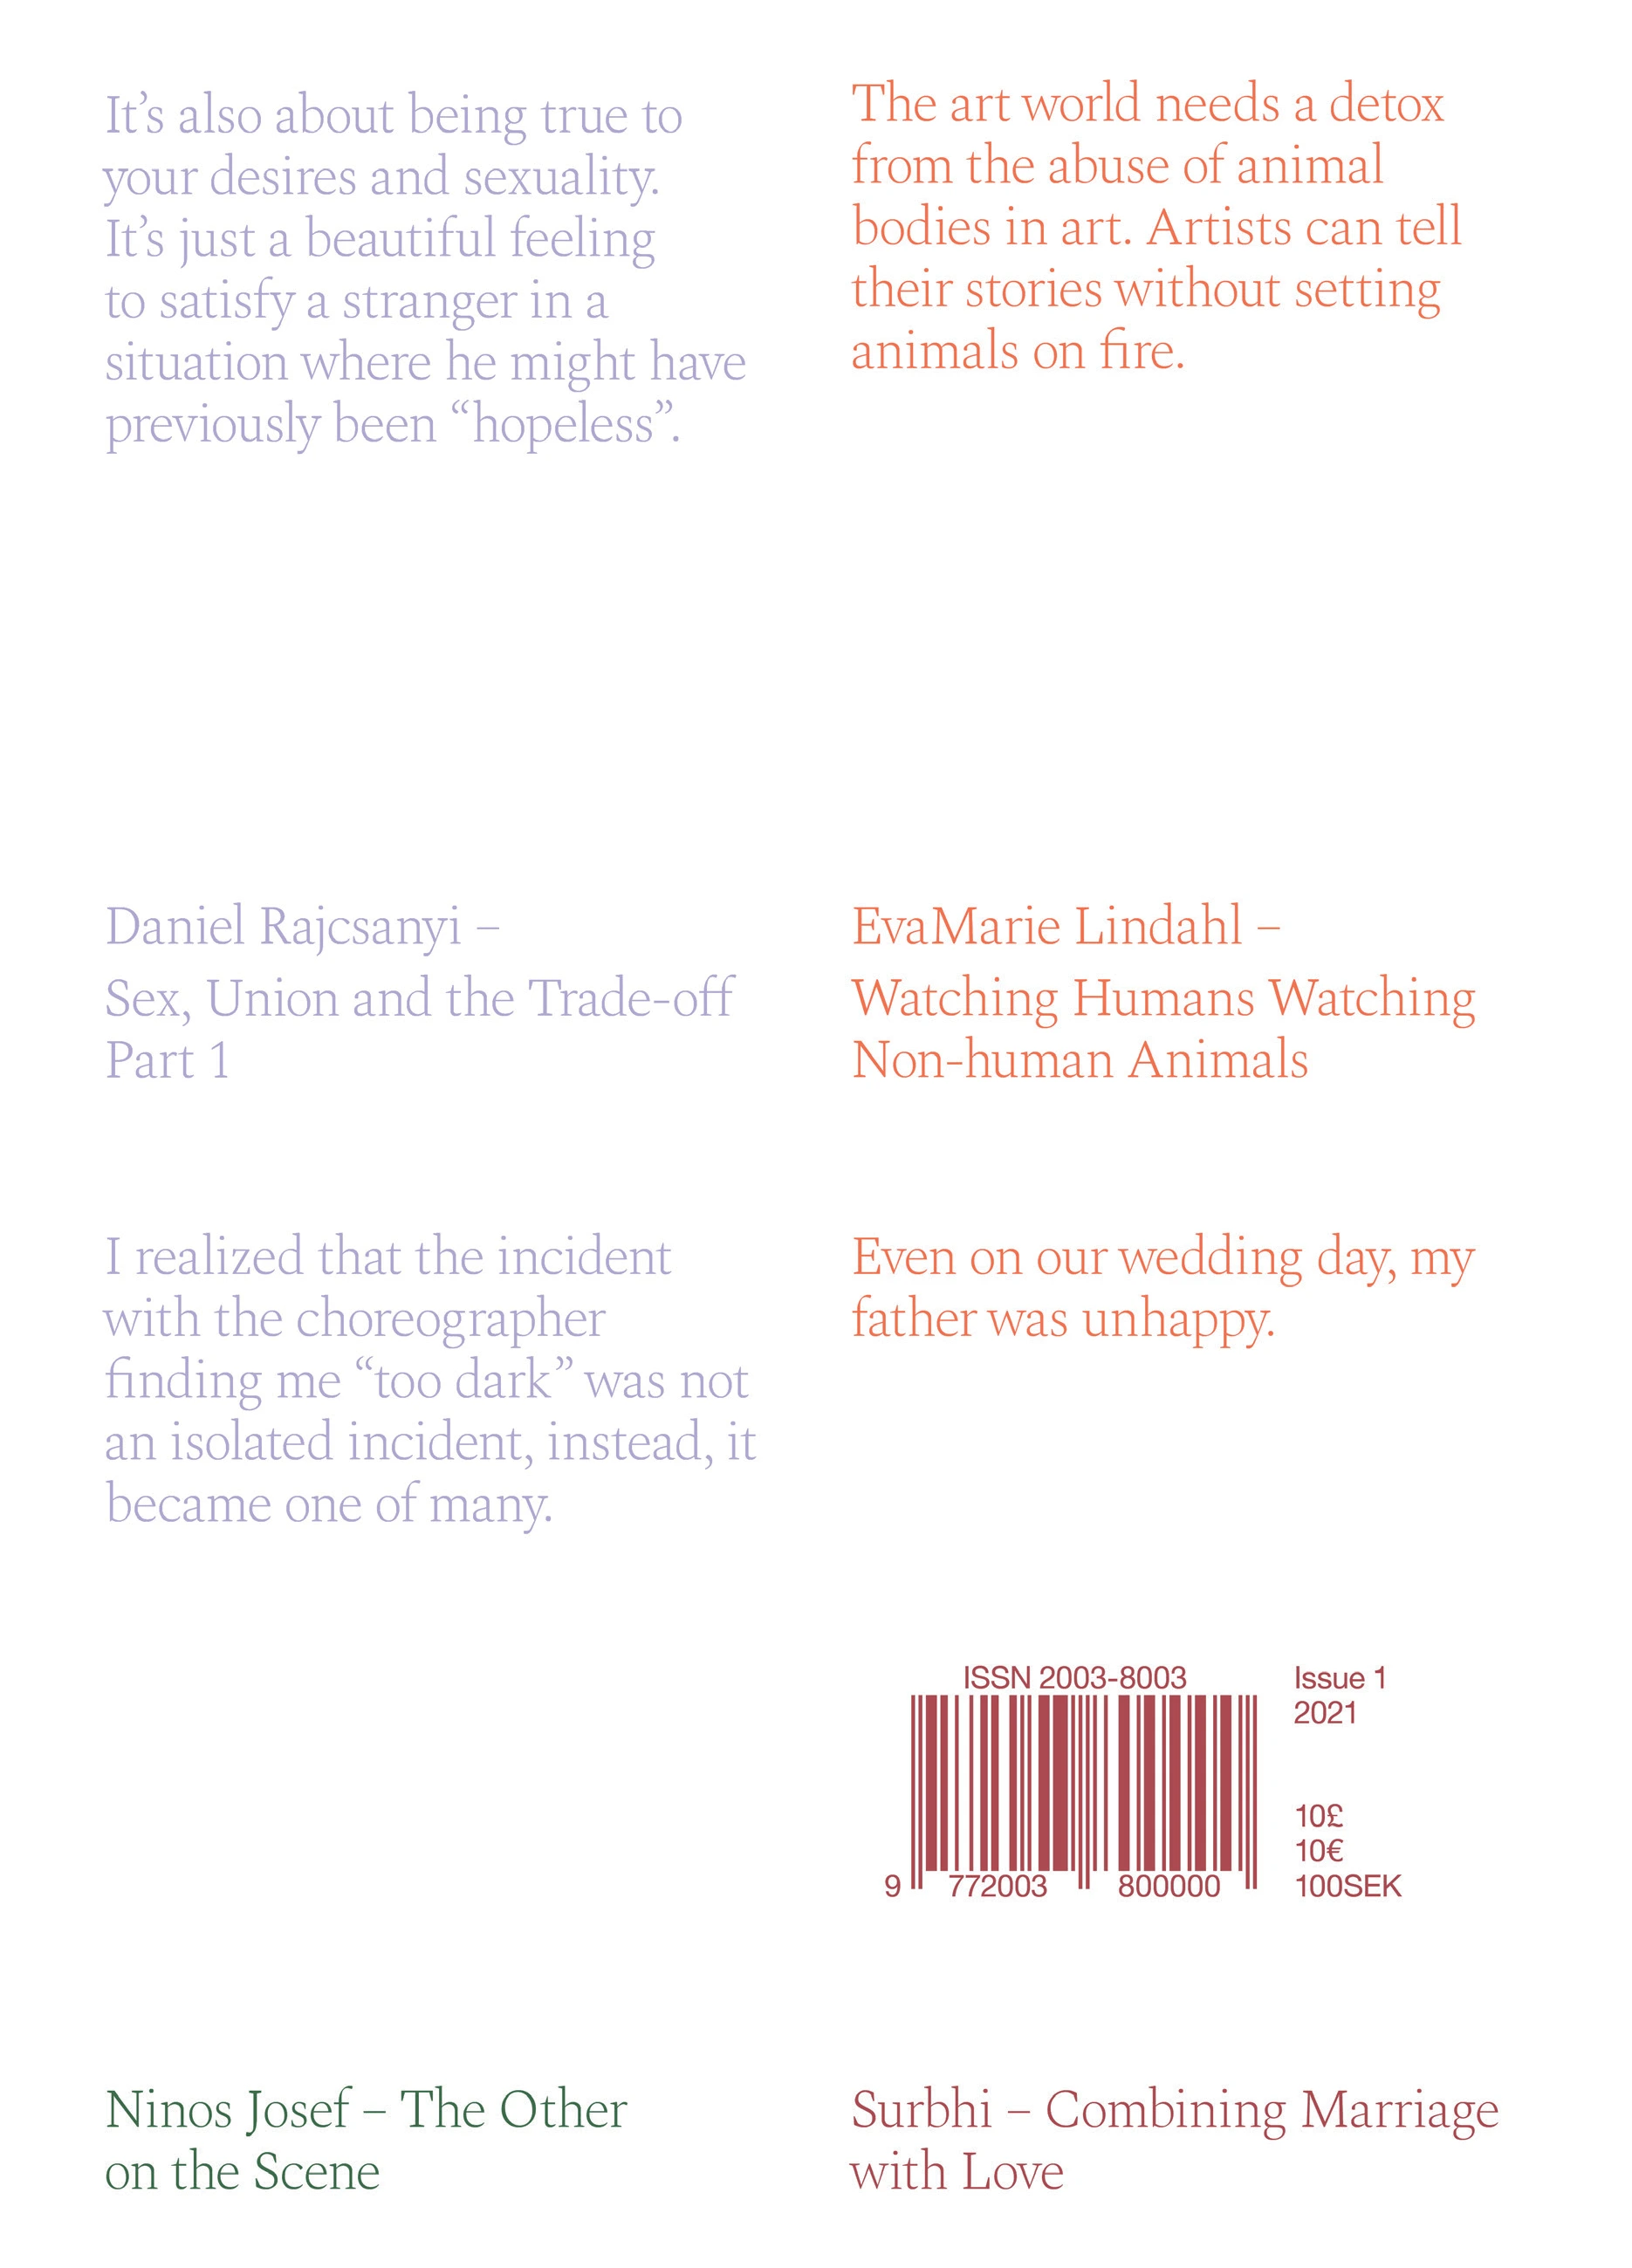 It’s also about being true to
your desires and sexuality.
It’s just a beautiful feeling
to satisfy a stranger in a
situation where he might have
previously been “hopeless”.
Daniel Rajcsanyi –
Sex, Union and the Trade-off
Part 1
The art world needs a detox
from the abuse of animal
bodies in art. Artists can tell
their stories without setting
animals on fire.
EvaMarie Lindahl –
Watching Humans Watching
Non-human Animals
I realized that the incident
with the choreographer
finding me “too dark” was not
an isolated incident, instead, it
became one of many.
Ninos Josef – The Other
on the Scene
Even on our wedding day, my
father was unhappy.
ISSN 2003-8003
9 772003 800000
Issue 1
2021
10£
10€
100SEK
Surbhi – Combining Marriage
with Love